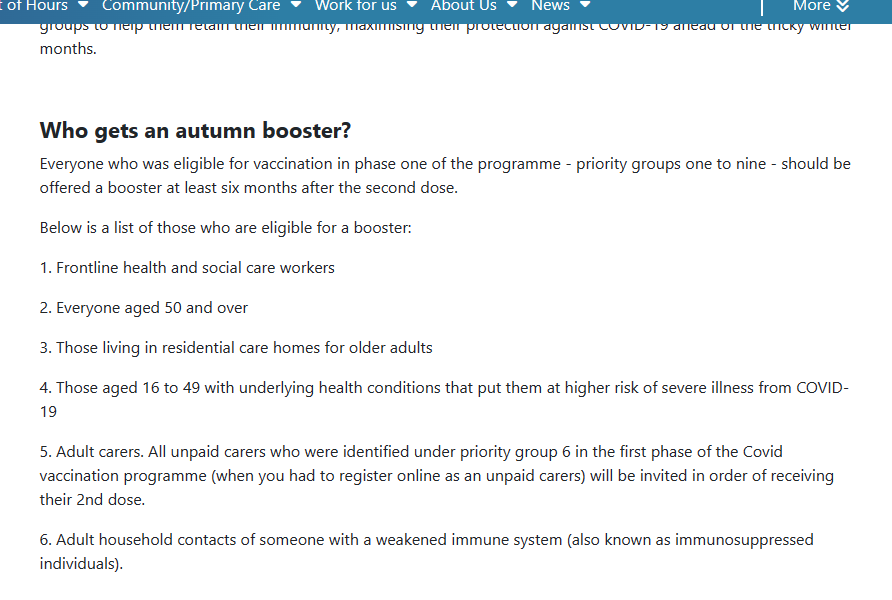 of Hours Community/Primary Care Work for us About Us News More
groups to help them retain their immunity, maximising their protection against COVID-19 ahead of the tricky winter
months.
Who gets an autumn booster?
Everyone who was eligible for vaccination in phase one of the programme - priority groups one to nine - should be
offered a booster at least six months after the second dose.
Below is a list of those who are eligible for a booster:
1. Frontline health and social care workers
2. Everyone aged 50 and over
3. Those living in residential care homes for older adults
4. Those aged 16 to 49 with underlying health conditions that put them at higher risk of severe illness from COVID-
19
5. Adult carers. All unpaid carers who were identified under priority group 6 in the first phase of the Covid
vaccination programme (when you had to register online as an unpaid carers) will be invited in order of receiving
their 2nd dose.
6. Adult household contacts of someone with a weakened immune system (also known as immunosuppressed
individuals).